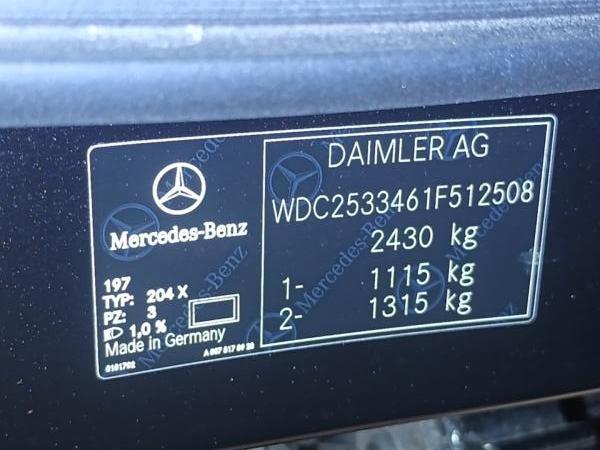 Mercedes-Benz
197
TYP: 204 X
PZ: 3
1,0 %
Made in Germany
0101702
DAIMLER AG
WDC2533461F512508
2430 kg
1- 1115 kg
2- 1315 kg